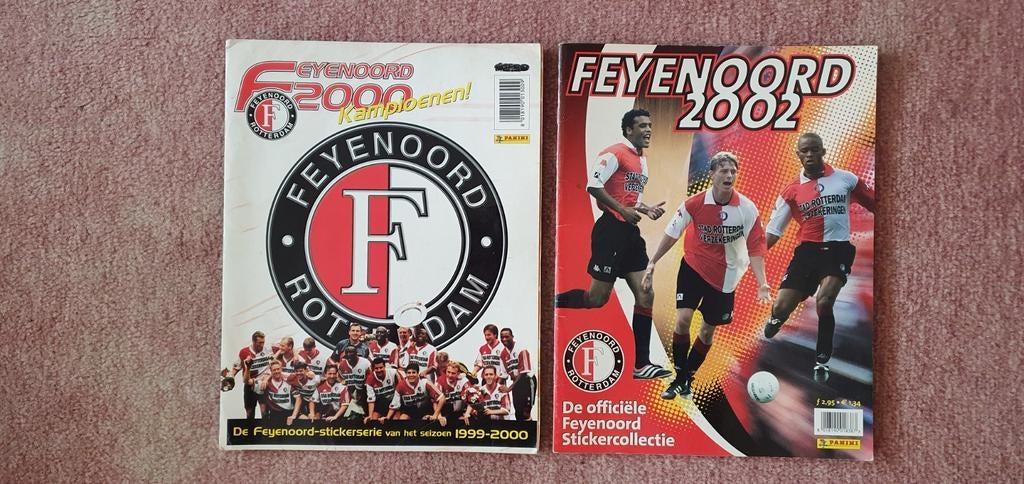 FEYENOORD
2000
Kampioenen!
FEYENOORD
F
ROTTERDAM
PANINI
FEYENOORD
F
ROTTERDAM
De Feyenoord-stickerserie van het seizoen 1999-2000
FEYENOORD
2002
STAD ROTTERDAM
VERZEKERINGEN
FEYENOORD
F
ROTTERDAM
De officiële
Feyenoord
Stickercollectie
ƒ 2,95 • € 1,34
PANINI